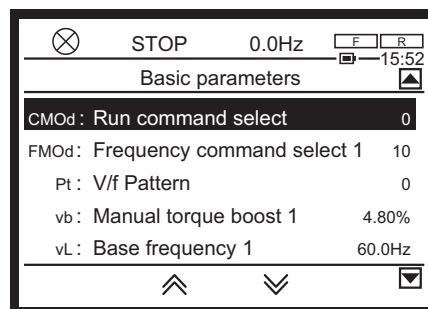 STOP 0.0Hz F R
15:52
Basic parameters
CMOd : Run command select 0
FMOd : Frequency command select 1 10
Pt : V/f Pattern 0
vb : Manual torque boost 1 4.80%
vL : Base frequency 1 60.0Hz